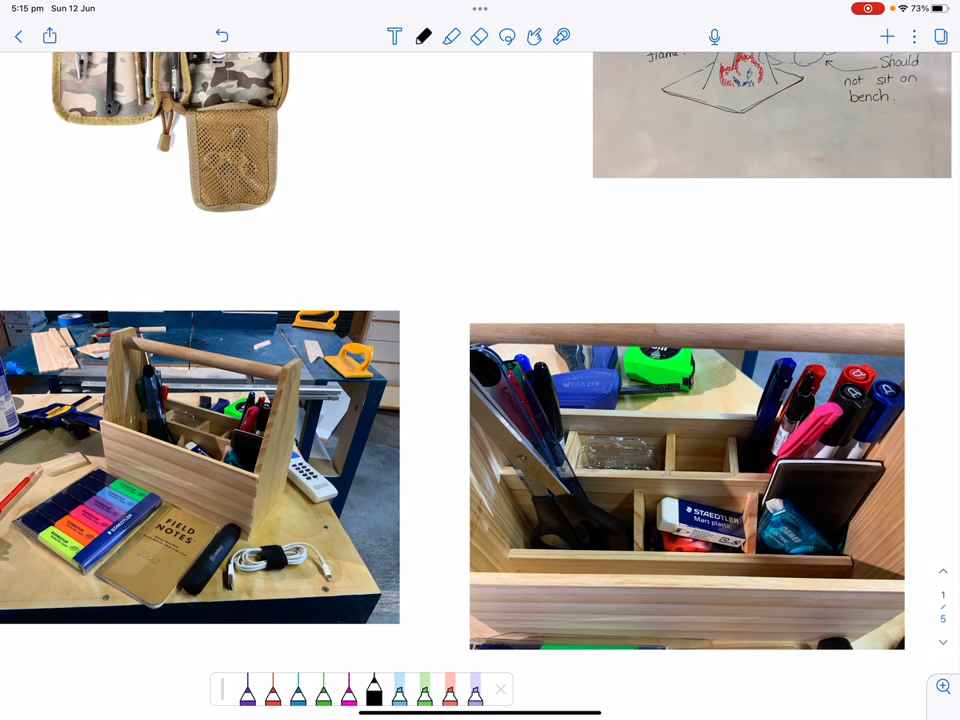 5:15 pm Sun 12 Jun
73%
flame.
Should
not sit on
bench.
STAEDTLER
FIELD
NOTES
STAEDTLER
Mars plastic
1
/
5